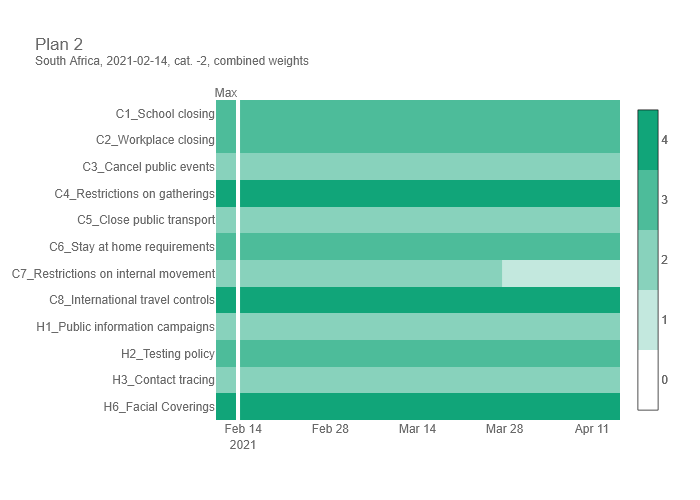 Plan 2
South Africa, 2021-02-14, cat. -2, combined weights
Max
C1_School closing
C2_Workplace closing
C3_Cancel public events
C4_Restrictions on gatherings
C5_Close public transport
C6_Stay at home requirements
C7_Restrictions on internal movement
C8_International travel controls
H1_Public information campaigns
H2_Testing policy
H3_Contact tracing
H6_Facial Coverings
Feb 14 Feb 28 Mar 14 Mar 28 Apr 11
2021
4
3
2
1
0